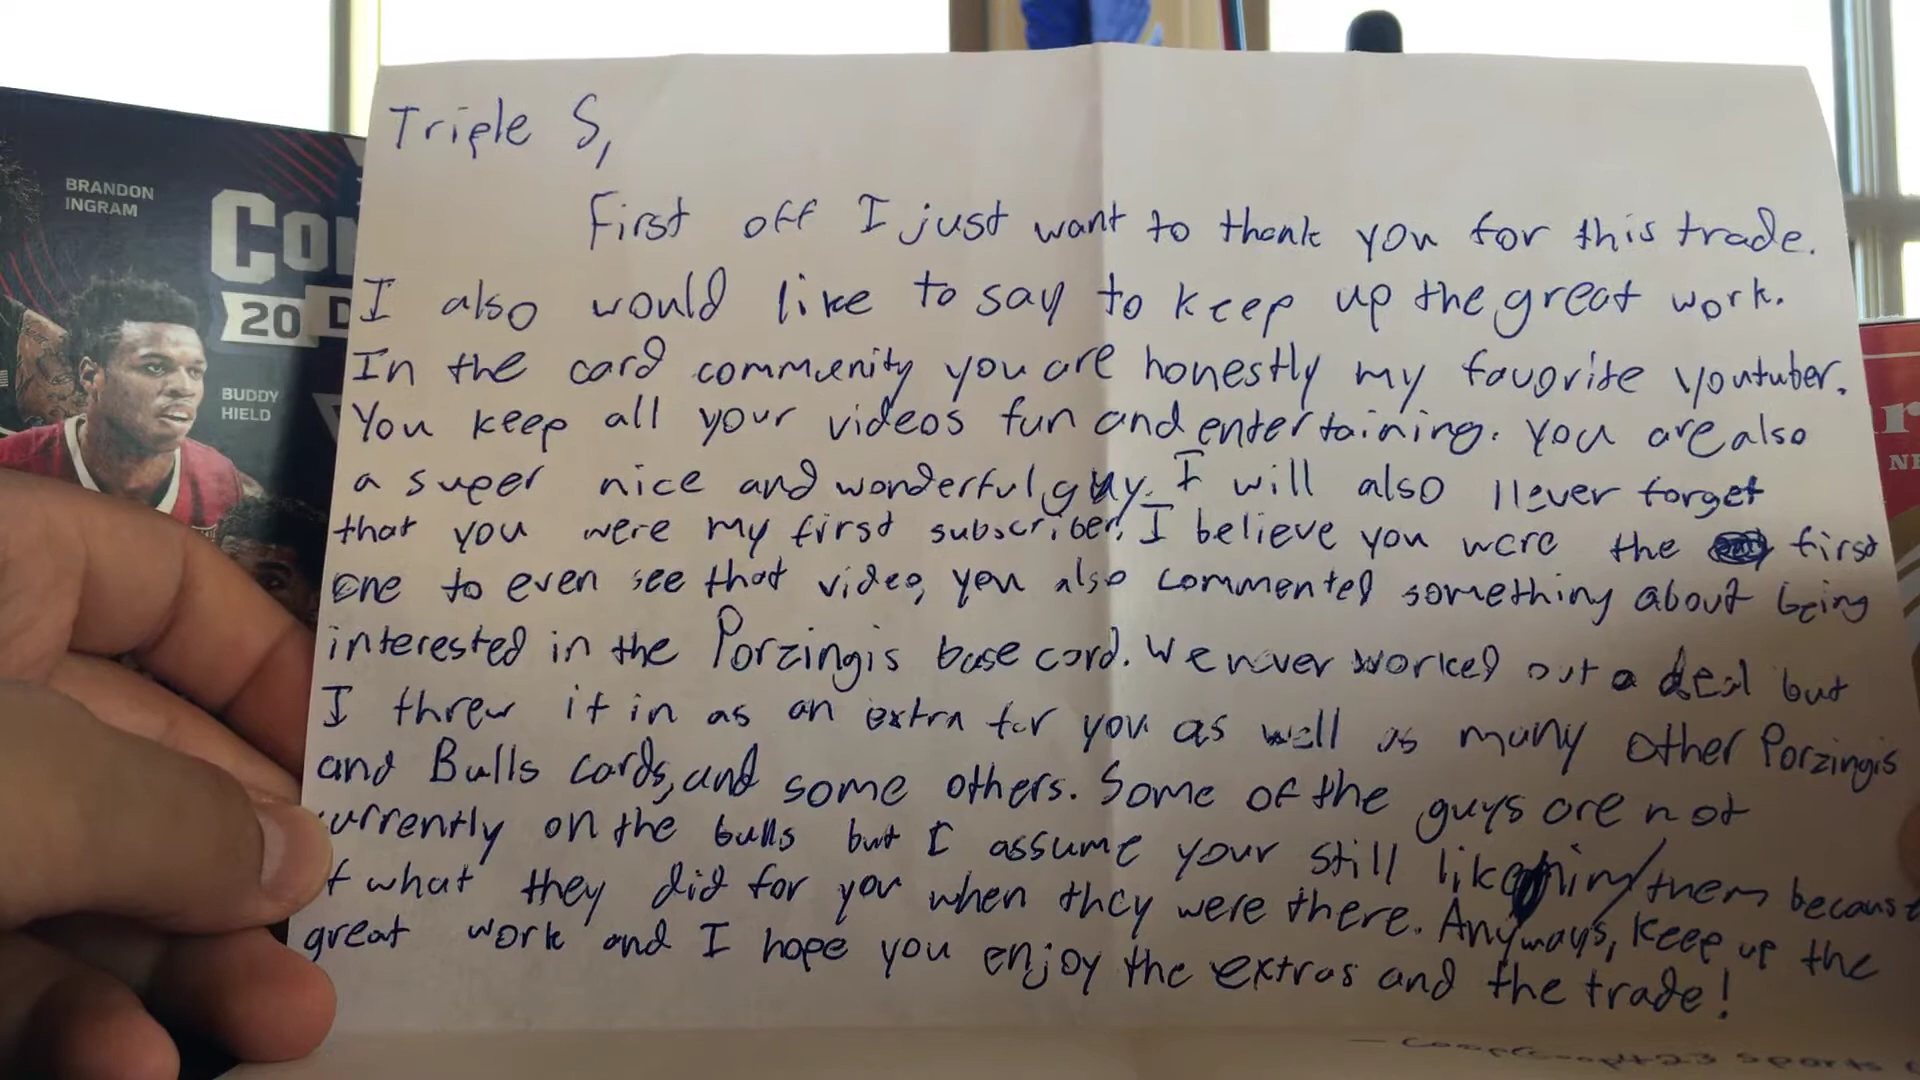 BRANDON
INGRAM
Con
20 D
BUDDY
HIELD
Triple S,
First off I just want to thank you for this trade.
I also would like to say to keep up the great work.
In the card community you are honestly my favorite youtuber.
You keep all your videos fun and entertaining. you are also
a super nice and wonderful guy. I will also never forget
that you were my first subscriber. I believe you were the first
one to even see that video, you also commented something about being
interested in the Porzingis base card. We never worked out a deal but
I threw it in as an extra for you as well as many other Porzingis
and Bulls cards, and some others. Some of the guys are not
currently on the bulls but I assume your still like him/them because
of what they did for you when they were there. Anyways, keep up the
great work and I hope you enjoy the extras and the trade!
sports